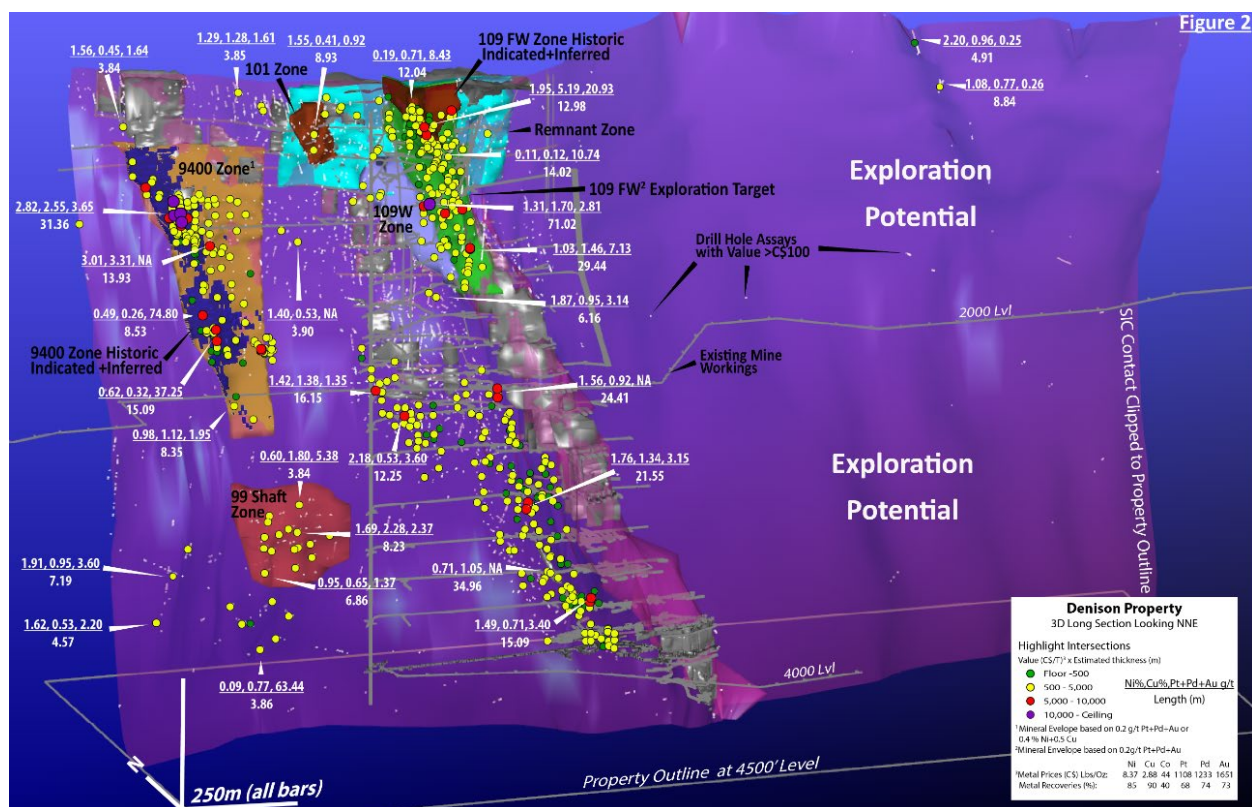 Figure 2
1.56, 0.45, 1.64
3.84
1.29, 1.28, 1.61
3.85
101 Zone
1.55, 0.41, 0.92
8.93
0.19, 0.71, 8.43
12.04
109 FW Zone Historic
Indicated+Inferred
1.95, 5.19, 20.93
12.98
Remnant Zone
0.11, 0.12, 10.74
14.02
109 FW² Exploration Target
1.31, 1.70, 2.81
71.02
109W
Zone
1.03, 1.46, 7.13
29.44
1.87, 0.95, 3.14
6.16
2.20, 0.96, 0.25
4.91
1.08, 0.77, 0.26
8.84
Exploration
Potential
Drill Hole Assays
with Value >C$100
2000 Lvl
Existing Mine
Workings
SIC Contact Clipped to Property Outline
9400 Zone¹
2.82, 2.55, 3.65
31.36
3.01, 3.31, NA
13.93
0.49, 0.26, 74.80
8.53
1.40, 0.53, NA
3.90
9400 Zone Historic
Indicated +Inferred
0.62, 0.32, 37.25
15.09
0.98, 1.12, 1.95
8.35
1.42, 1.38, 1.35
16.15
1.56, 0.92, NA
24.41
2.18, 0.53, 3.60
12.25
1.76, 1.34, 3.15
21.55
0.60, 1.80, 5.38
3.84
99 Shaft
Zone
1.69, 2.28, 2.37
8.23
0.95, 0.65, 1.37
6.86
0.71, 1.05, NA
34.96
1.49, 0.71,3.40
15.09
1.91, 0.95, 3.60
7.19
1.62, 0.53, 2.20
4.57
0.09, 0.77, 63.44
3.86
Exploration
Potential
4000 Lvl
N
250m (all bars)
Property Outline at 4500' Level
Denison Property
3D Long Section Looking NNE
Highlight Intersections
Value (C$/T)³ x Estimated thickness (m)
Floor -500
500 - 5,000
5,000 - 10,000
10,000 - Ceiling
Ni%,Cu%,Pt+Pd+Au g/t
Length (m)
¹Mineral Evelope based on 0.2 g/t Pt+Pd+Au or
0.4 % Ni+0.5 Cu
²Mineral Envelope based on 0.2g/t Pt+Pd+Au
Ni Cu Co Pt Pd Au
³Metal Prices (C$) Lbs/Oz: 8.37 2.88 44 1108 1233 1651
Metal Recoveries (%): 85 90 40 68 74 73